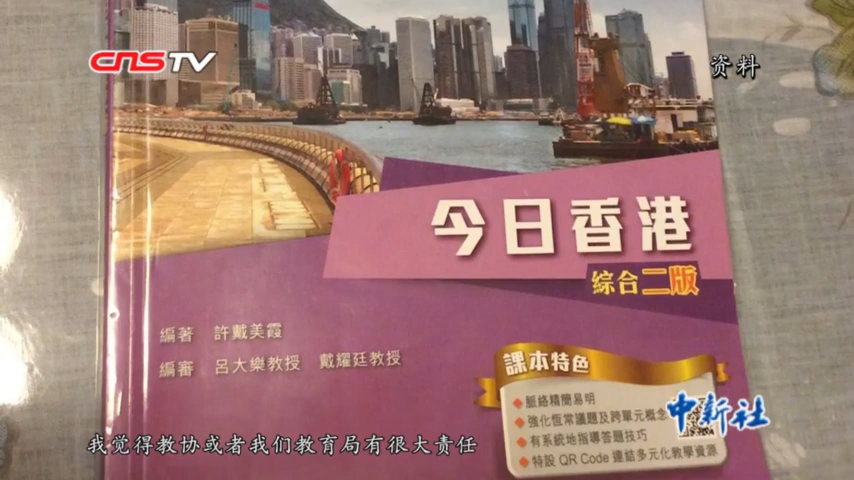 CNSTV
资料
今日香港
綜合二版
編著 許戴美霞
編審 呂大樂教授 戴耀廷教授
課本特色
脈絡精簡易明
強化恆常議題及跨單元概念
有系統地指導答題技巧
特設 QR Code 連結多元化教學資源
中新社
我觉得教协或者我们教育局有很大责任